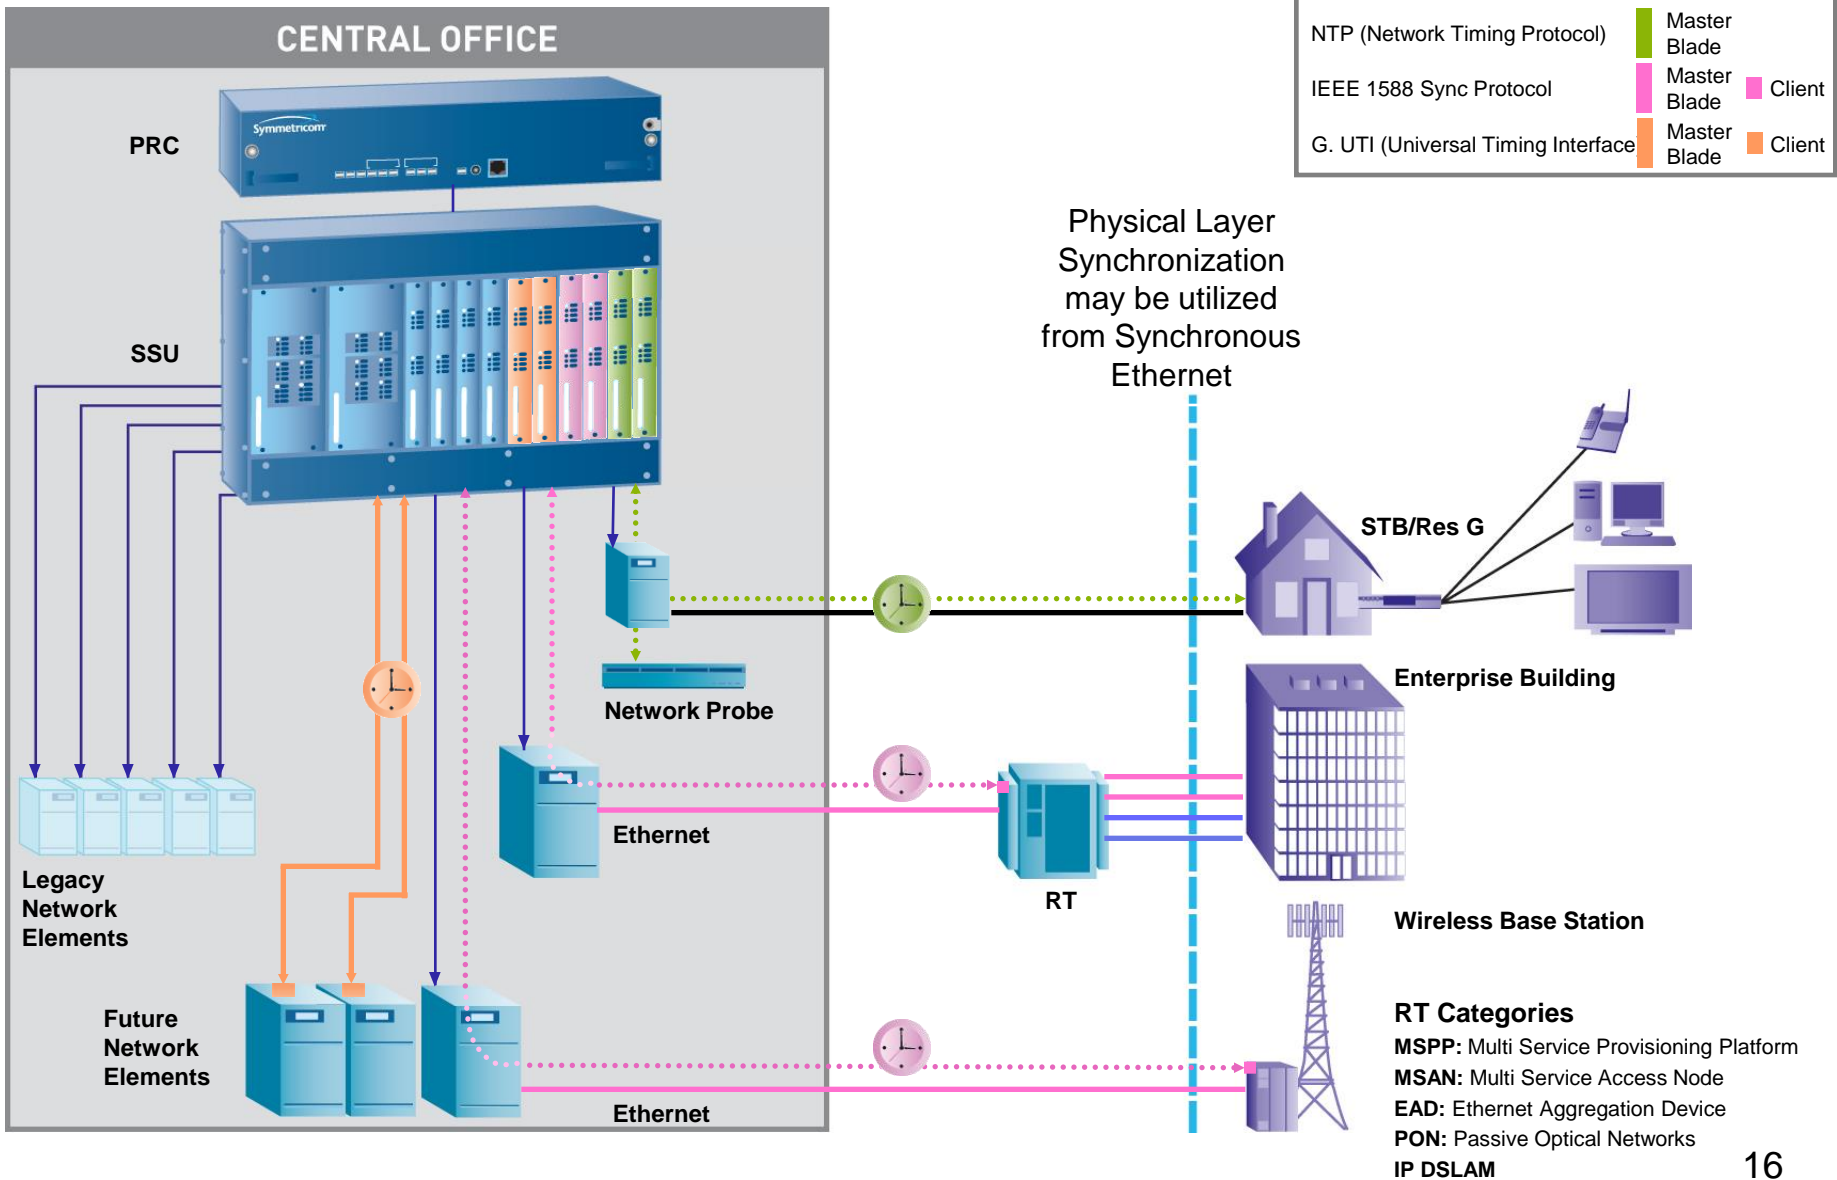 CENTRAL OFFICE
NTP (Network Timing Protocol)
Master
Blade
IEEE 1588 Sync Protocol
Master
Blade
Client
G. UTI (Universal Timing Interface)
Master
Blade
Client
PRC
Symmetricom
SSU
Physical Layer
Synchronization
may be utilized
from Synchronous
Ethernet
STB/Res G
Enterprise Building
Network Probe
Ethernet
RT
Legacy
Network
Elements
Wireless Base Station
Future
Network
Elements
Ethernet
RT Categories
MSPP: Multi Service Provisioning Platform
MSAN: Multi Service Access Node
EAD: Ethernet Aggregation Device
PON: Passive Optical Networks
IP DSLAM
16